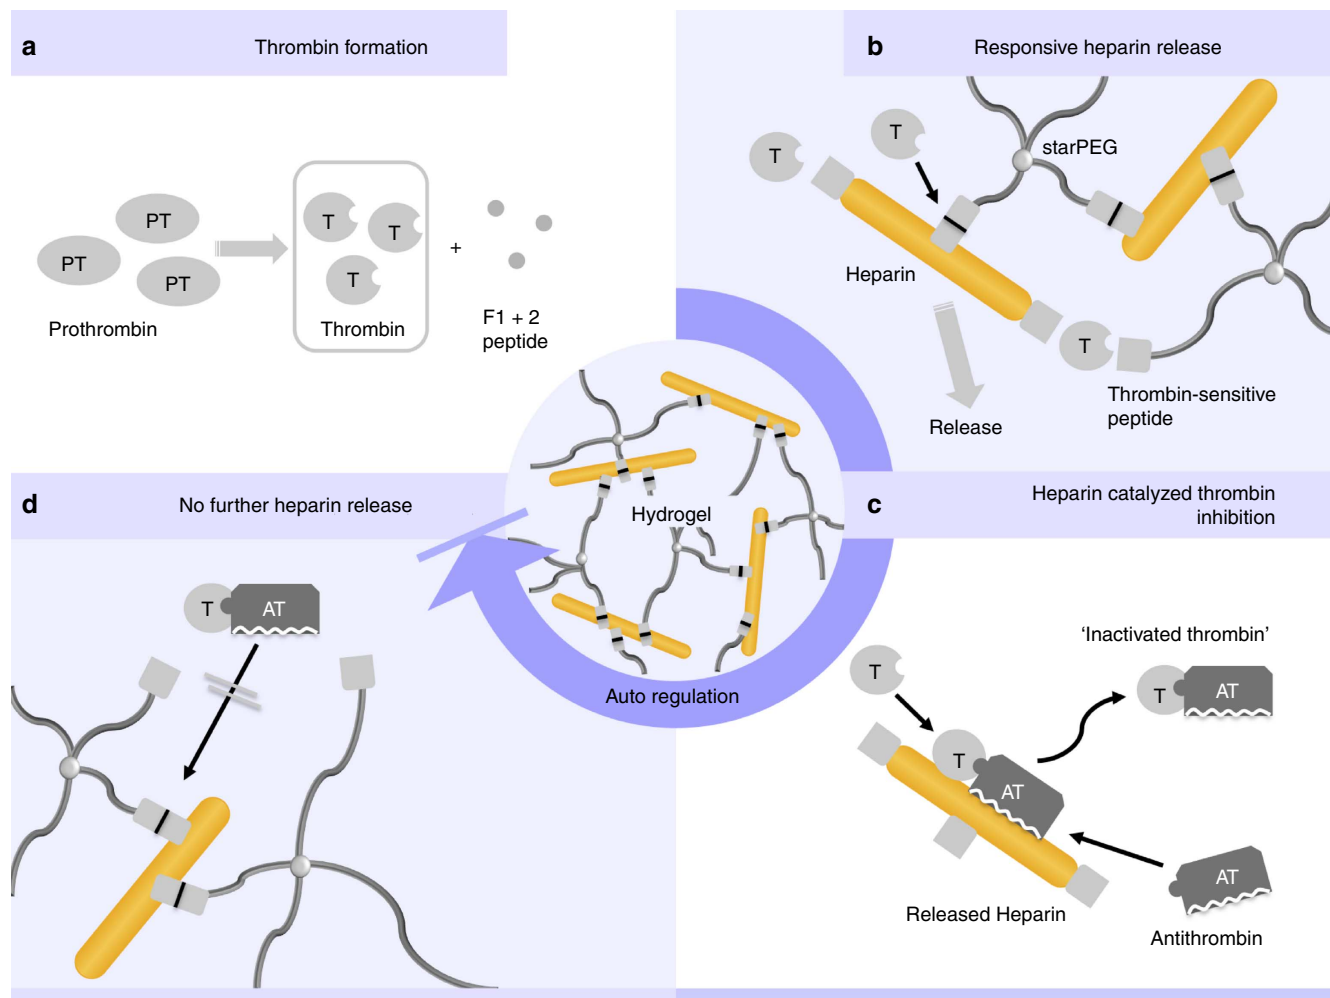 a
Thrombin formation
PT
PT
PT
Prothrombin
T
T
T
Thrombin
+
F1 + 2
peptide
b
Responsive heparin release
T
T
starPEG
Heparin
T
Release
Thrombin-sensitive
peptide
Hydrogel
Auto regulation
c
Heparin catalyzed thrombin
inhibition
‘Inactivated thrombin’
T
T
AT
T
AT
AT
Released Heparin
Antithrombin
d
No further heparin release
T
AT